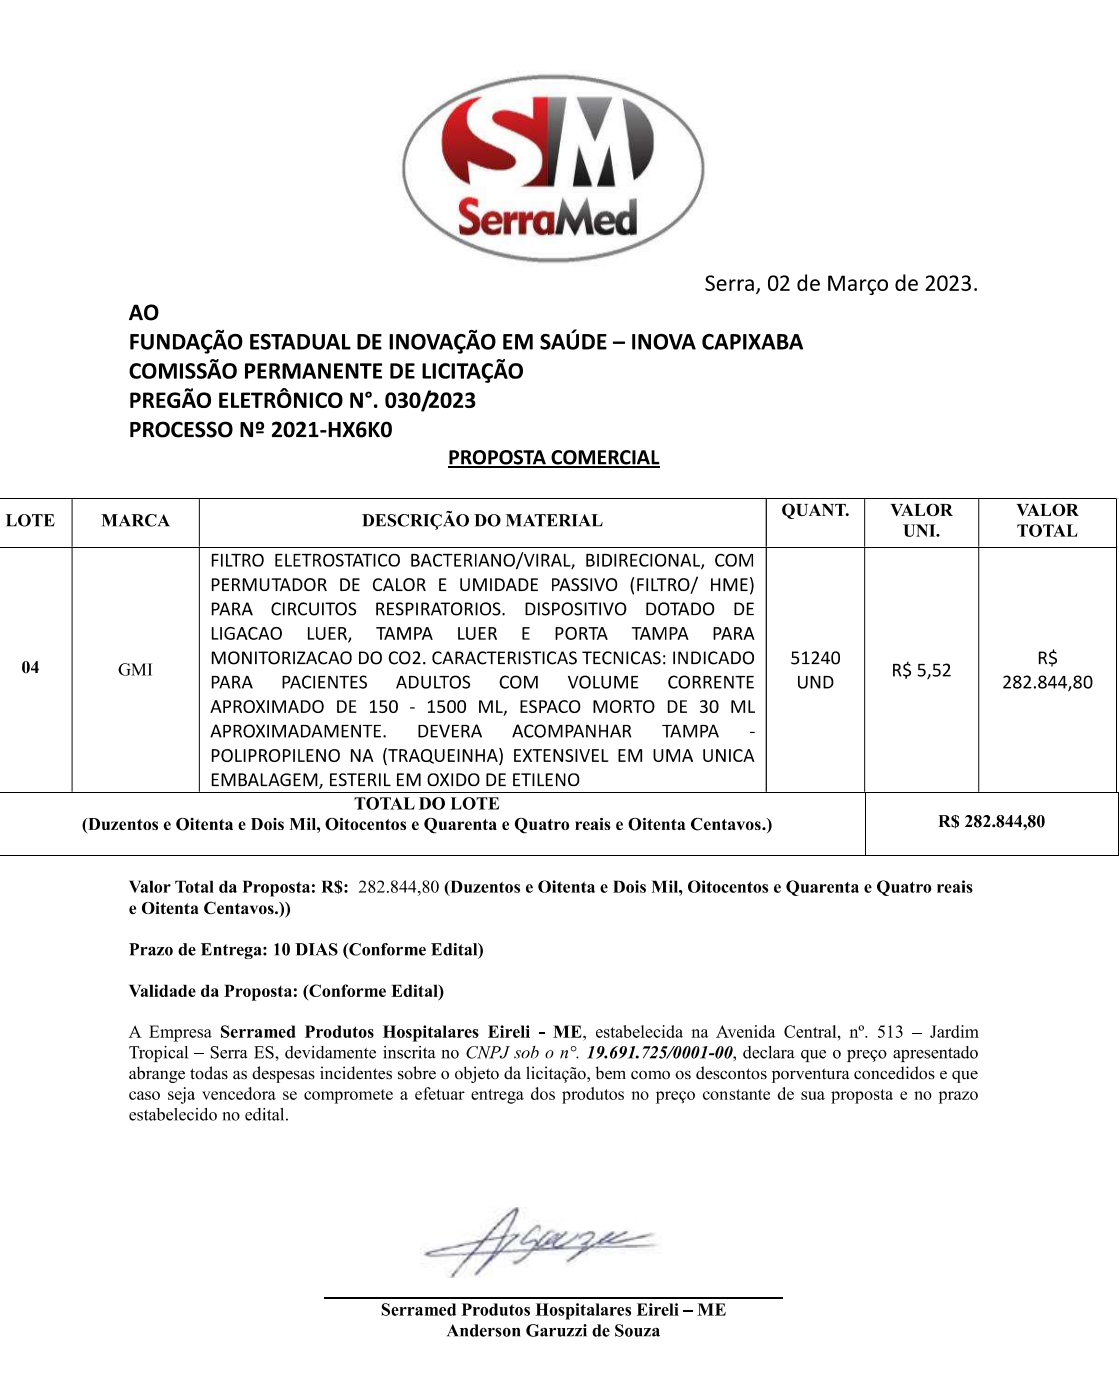 SM
SerraMed
Serra, 02 de Março de 2023.
AO
FUNDAÇÃO ESTADUAL DE INOVAÇÃO EM SAÚDE – INOVA CAPIXABA
COMISSÃO PERMANENTE DE LICITAÇÃO
PREGÃO ELETRÔNICO N°. 030/2023
PROCESSO Nº 2021-HX6K0
PROPOSTA COMERCIAL
LOTE
MARCA
DESCRIÇÃO DO MATERIAL
QUANT.
VALOR
UNI.
VALOR
TOTAL
04
GMI
FILTRO ELETROSTATICO BACTERIANO/VIRAL, BIDIRECIONAL, COM
PERMUTADOR DE CALOR E UMIDADE PASSIVO (FILTRO/ HME)
PARA CIRCUITOS RESPIRATORIOS. DISPOSITIVO DOTADO DE
LIGACAO LUER, TAMPA LUER E PORTA TAMPA PARA
MONITORIZACAO DO CO2. CARACTERISTICAS TECNICAS: INDICADO
PARA PACIENTES ADULTOS COM VOLUME CORRENTE
APROXIMADO DE 150 - 1500 ML, ESPACO MORTO DE 30 ML
APROXIMADAMENTE. DEVERA ACOMPANHAR TAMPA -
POLIPROPILENO NA (TRAQUEINHA) EXTENSIVEL EM UMA UNICA
EMBALAGEM, ESTERIL EM OXIDO DE ETILENO
51240
UND
R$ 5,52
R$
282.844,80
TOTAL DO LOTE
(Duzentos e Oitenta e Dois Mil, Oitocentos e Quarenta e Quatro reais e Oitenta Centavos.)
R$ 282.844,80
Valor Total da Proposta: R$: 282.844,80 (Duzentos e Oitenta e Dois Mil, Oitocentos e Quarenta e Quatro reais
e Oitenta Centavos.))
Prazo de Entrega: 10 DIAS (Conforme Edital)
Validade da Proposta: (Conforme Edital)
A Empresa Serramed Produtos Hospitalares Eireli - ME, estabelecida na Avenida Central, nº. 513 – Jardim
Tropical – Serra ES, devidamente inscrita no CNPJ sob o n°. 19.691.725/0001-00, declara que o preço apresentado
abrange todas as despesas incidentes sobre o objeto da licitação, bem como os descontos porventura concedidos e que
caso seja vencedora se compromete a efetuar entrega dos produtos no preço constante de sua proposta e no prazo
estabelecido no edital.
Serramed Produtos Hospitalares Eireli – ME
Anderson Garuzzi de Souza